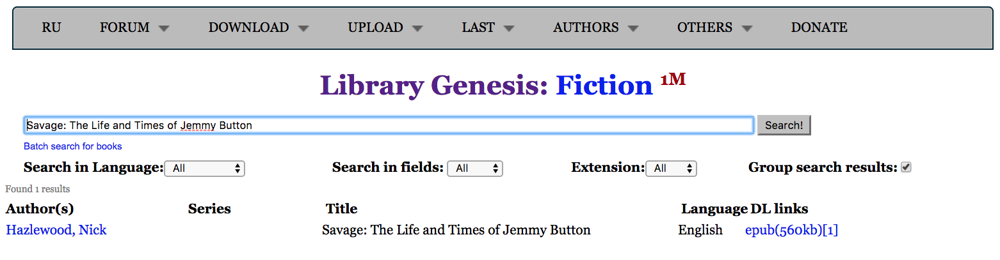 RU FORUM DOWNLOAD UPLOAD LAST AUTHORS OTHERS DONATE
Library Genesis: Fiction 1M
Savage: The Life and Times of Jemmy Button Search!
Batch search for books
Search in Language: All Search in fields: All Extension: All Group search results:
Found 1 results
Author(s) Series Title Language DL links
Hazlewood, Nick Savage: The Life and Times of Jemmy Button English epub(560kb)[1]